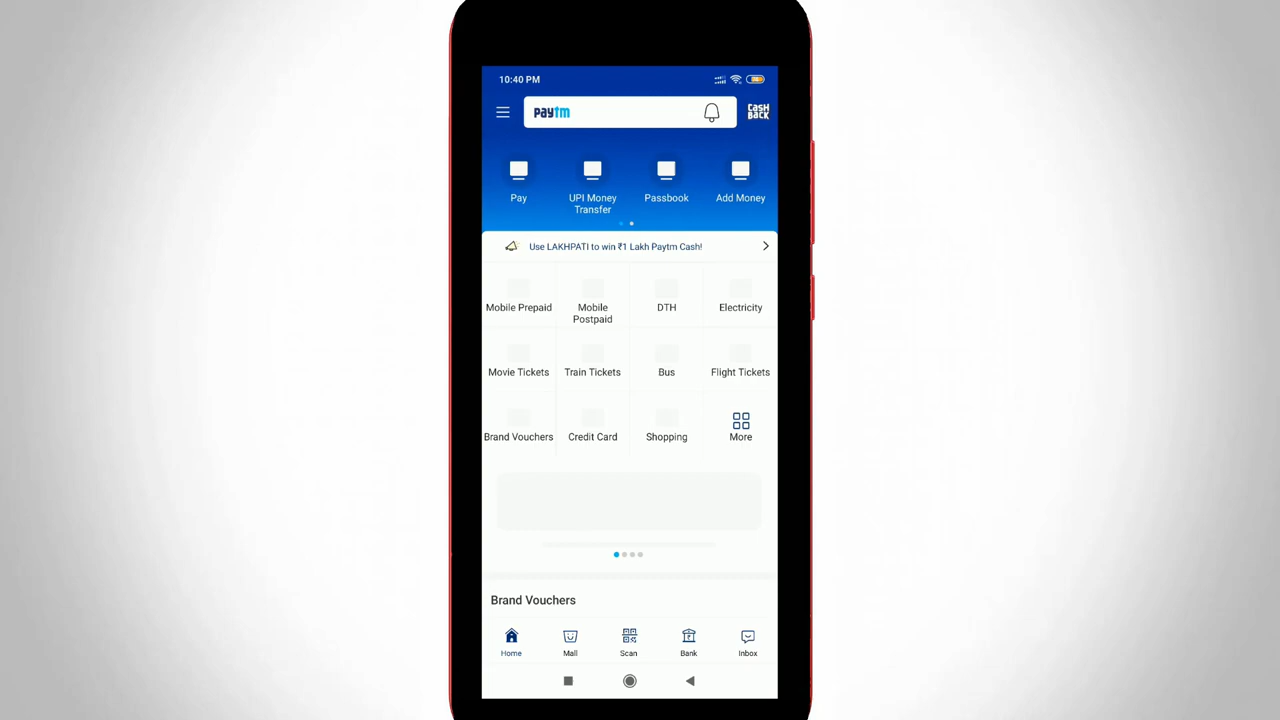 10:40 PM
paytm
CASH
BACK
Pay
UPI Money
Transfer
Passbook
Add Money
Use LAKHPATI to win ₹1 Lakh Paytm Cash!
Mobile Prepaid
Mobile
Postpaid
DTH
Electricity
Movie Tickets
Train Tickets
Bus
Flight Tickets
Brand Vouchers
Credit Card
Shopping
More
Brand Vouchers
Home
Mall
Scan
Bank
Inbox